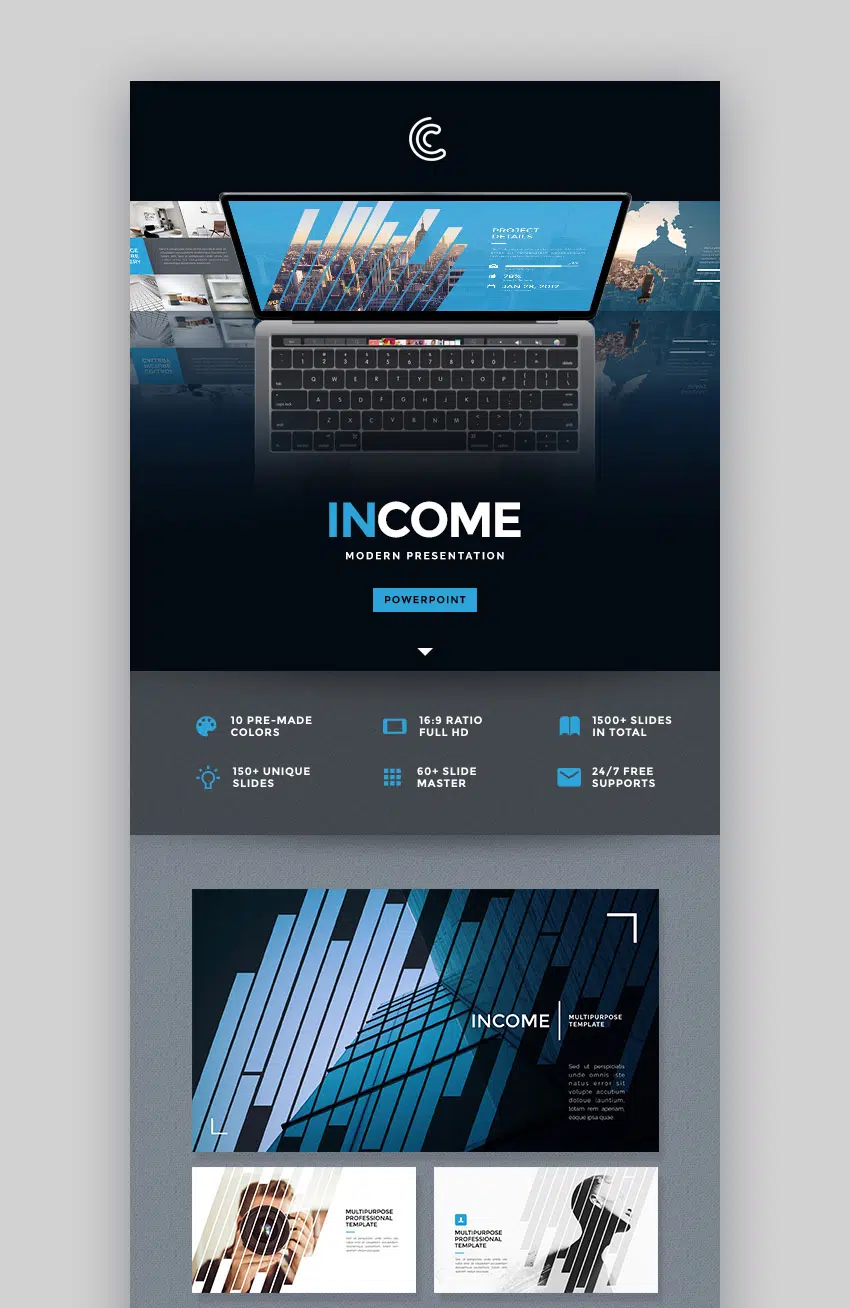 PROJECT
DETAILS
79%
JAN 28, 2017
INCOME
MODERN PRESENTATION
POWERPOINT
10 PRE-MADE
COLORS
16:9 RATIO
FULL HD
1500+ SLIDES
IN TOTAL
150+ UNIQUE
SLIDES
60+ SLIDE
MASTER
24/7 FREE
SUPPORTS
INCOME
MULTIPURPOSE
TEMPLATE
Sed ut perspiciatis
unde omnis iste
natus error sit
volupte accutium
doloue launtium,
totam rem aperiam,
eaque ipsa quae.
MULTIPURPOSE
PROFESSIONAL
TEMPLATE
MULTIPURPOSE
PROFESSIONAL
TEMPLATE